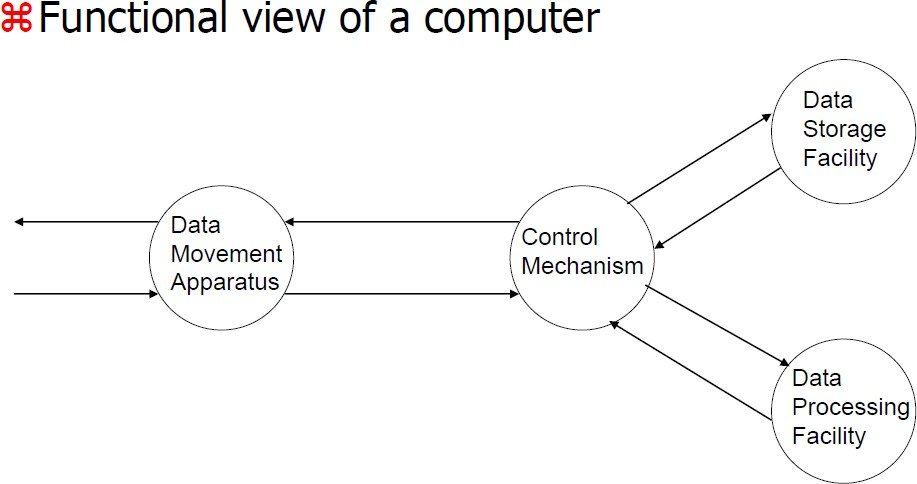 ⌘Functional view of a computer
Data
Storage
Facility
Data
Movement
Apparatus
Control
Mechanism
Data
Processing
Facility